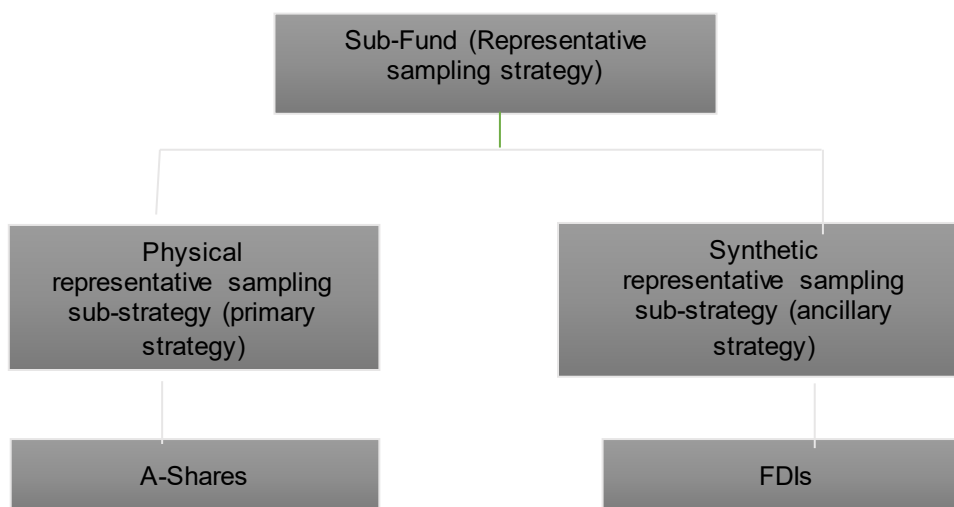 Sub-Fund (Representative
sampling strategy)
Physical
representative sampling
sub-strategy (primary
strategy)
Synthetic
representative sampling
sub-strategy (ancillary
strategy)
A-Shares
FDIs